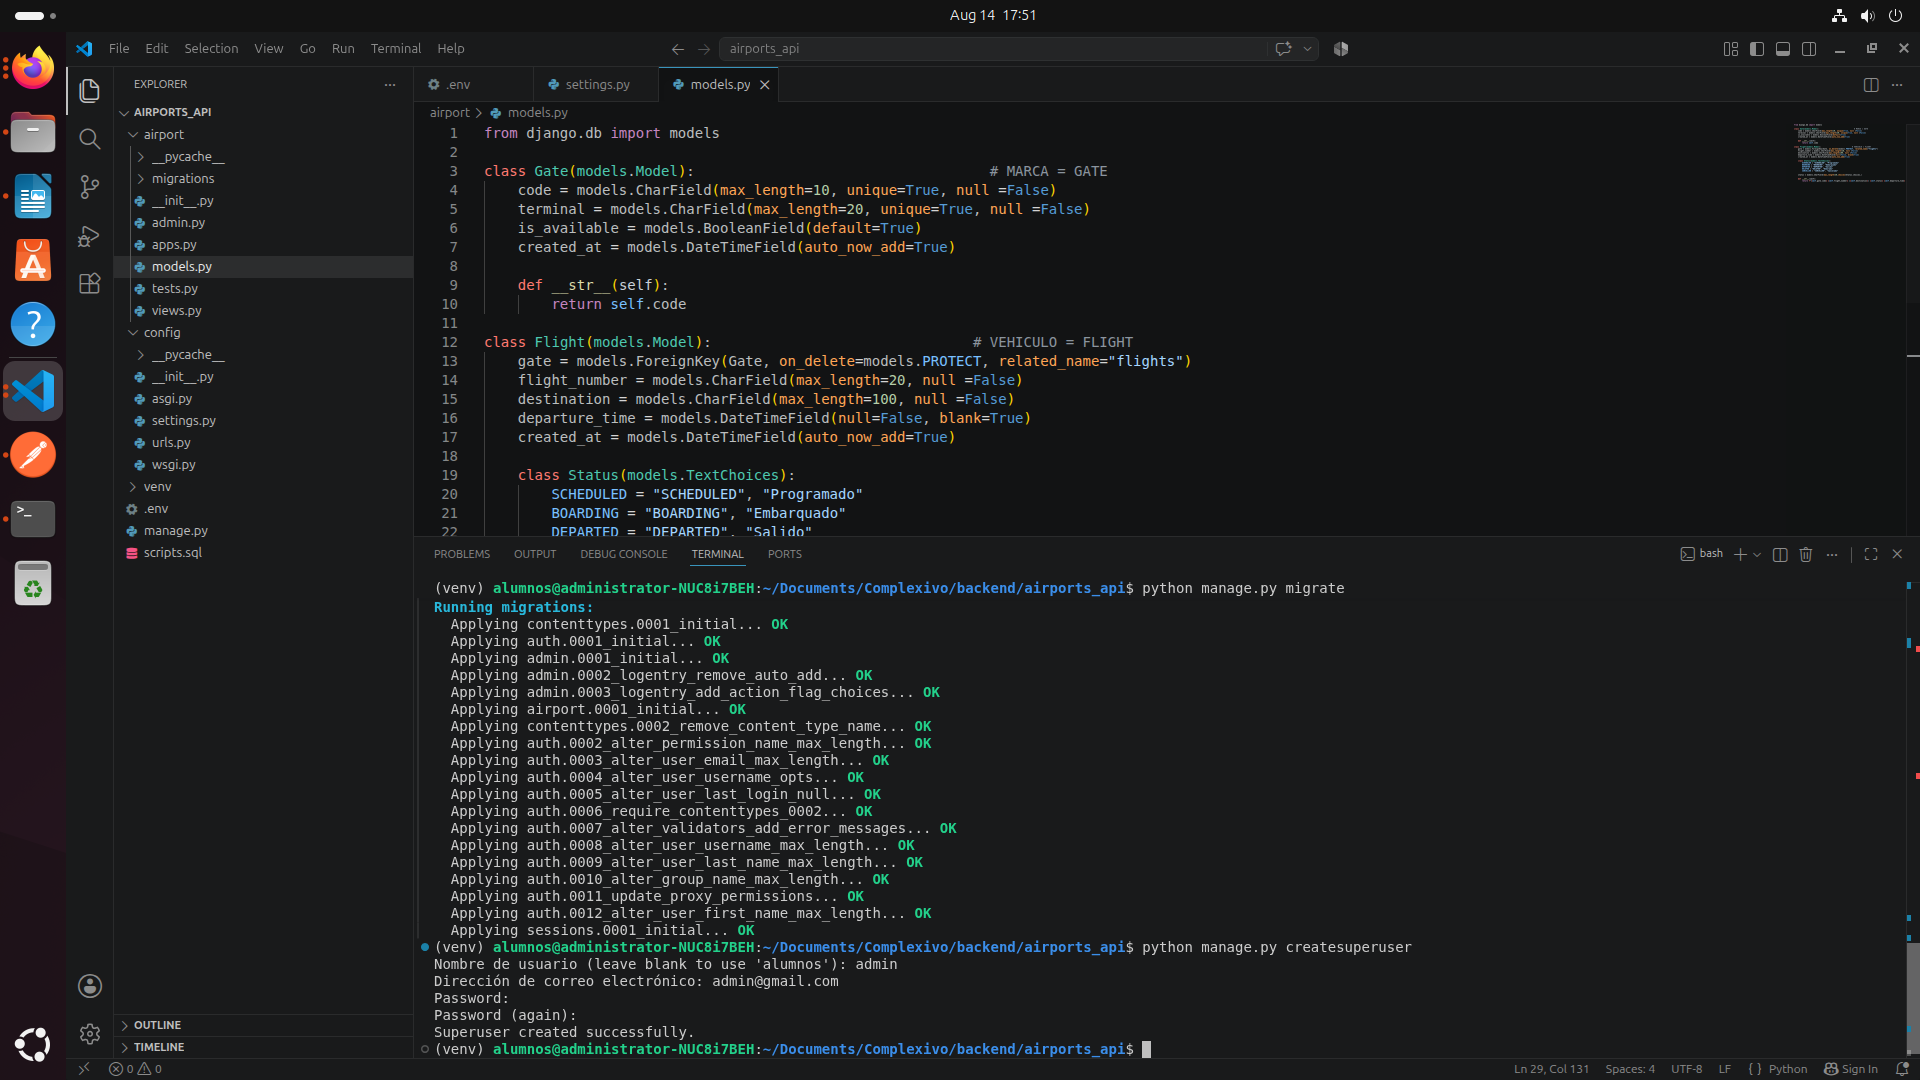 Aug 14 17:51
File Edit Selection View Go Run Terminal Help
airports_api
EXPLORER
.env
settings.py
models.py
AIRPORTS_API
airport
__pycache__
migrations
__init__.py
admin.py
apps.py
models.py
tests.py
views.py
config
__pycache__
__init__.py
asgi.py
settings.py
urls.py
wsgi.py
venv
.env
manage.py
scripts.sql
OUTLINE
TIMELINE
airport > models.py
1 from django.db import models
2
3 class Gate(models.Model): # MARCA = GATE
4 code = models.CharField(max_length=10, unique=True, null =False)
5 terminal = models.CharField(max_length=20, unique=True, null =False)
6 is_available = models.BooleanField(default=True)
7 created_at = models.DateTimeField(auto_now_add=True)
8
9 def __str__(self):
10 return self.code
11
12 class Flight(models.Model): # VEHICULO = FLIGHT
13 gate = models.ForeignKey(Gate, on_delete=models.PROTECT, related_name="flights")
14 flight_number = models.CharField(max_length=20, null =False)
15 destination = models.CharField(max_length=100, null =False)
16 departure_time = models.DateTimeField(null=False, blank=True)
17 created_at = models.DateTimeField(auto_now_add=True)
18
19 class Status(models.TextChoices):
20 SCHEDULED = "SCHEDULED", "Programado"
21 BOARDING = "BOARDING", "Embarquado"
22 DEPARTED = "DEPARTED", "Salido"
PROBLEMS OUTPUT DEBUG CONSOLE TERMINAL PORTS
bash
(venv) alumnos@administrator-NUC8i7BEH:~/Documents/Complexivo/backend/airports_api$ python manage.py migrate
Running migrations:
Applying contenttypes.0001_initial... OK
Applying auth.0001_initial... OK
Applying admin.0001_initial... OK
Applying admin.0002_logentry_remove_auto_add... OK
Applying admin.0003_logentry_add_action_flag_choices... OK
Applying airport.0001_initial... OK
Applying contenttypes.0002_remove_content_type_name... OK
Applying auth.0002_alter_permission_name_max_length... OK
Applying auth.0003_alter_user_email_max_length... OK
Applying auth.0004_alter_user_username_opts... OK
Applying auth.0005_alter_user_last_login_null... OK
Applying auth.0006_require_contenttypes_0002... OK
Applying auth.0007_alter_validators_add_error_messages... OK
Applying auth.0008_alter_user_username_max_length... OK
Applying auth.0009_alter_user_last_name_max_length... OK
Applying auth.0010_alter_group_name_max_length... OK
Applying auth.0011_update_proxy_permissions... OK
Applying auth.0012_alter_user_first_name_max_length... OK
Applying sessions.0001_initial... OK
(venv) alumnos@administrator-NUC8i7BEH:~/Documents/Complexivo/backend/airports_api$ python manage.py createsuperuser
Nombre de usuario (leave blank to use 'alumnos'): admin
Dirección de correo electrónico: admin@gmail.com
Password:
Password (again):
Superuser created successfully.
(venv) alumnos@administrator-NUC8i7BEH:~/Documents/Complexivo/backend/airports_api$
0 0
Ln 29, Col 131 Spaces: 4 UTF-8 LF { } Python Sign In